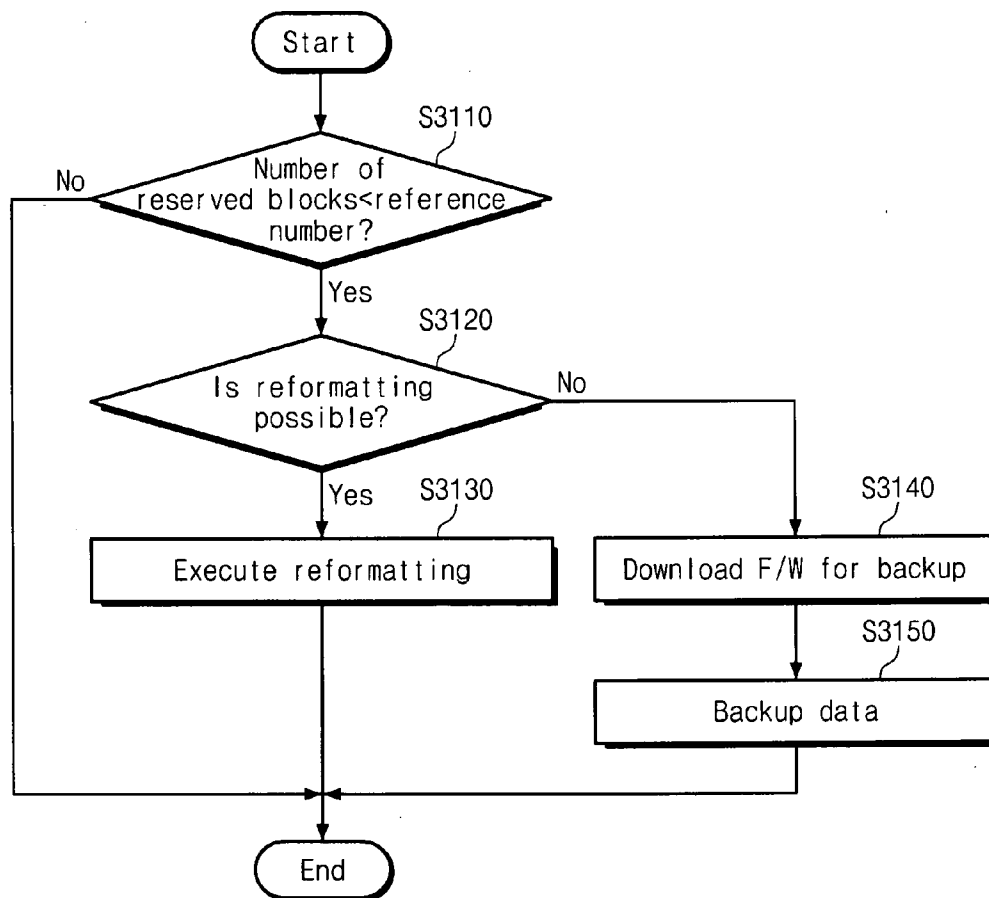 Start
S3110
Number of
reserved blocks<reference
number?
No
Yes
S3120
Is reformatting
possible?
No
Yes
S3130
Execute reformatting
S3140
Download F/W for backup
S3150
Backup data
End